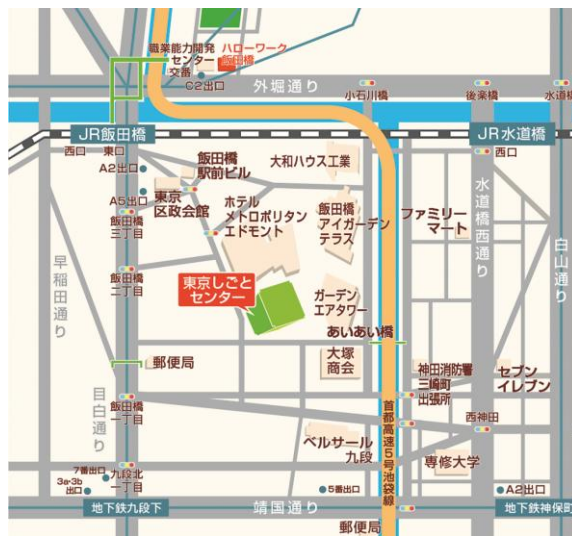 職業能力開発
センター
交番
ハローワーク
飯田橋
C2出口
外堀通り
小石川橋
後楽橋
水道橋
JR飯田橋
JR水道橋
西口
東口
西口
A2出口
飯田橋
駅前ビル
大和ハウス工業
A5出口
東京
区政会館
ホテル
メトロポリタン
エドモント
飯田橋
アイガーデン
テラス
ファミリー
マート
水道橋西通り
白山通り
飯田橋
三丁目
早稲田通り
飯田橋
二丁目
東京しごと
センター
ガーデン
エアタワー
あいあい橋
郵便局
大塚
商会
神田消防署
三崎町
出張所
セブン
イレブン
目白通り
飯田橋
一丁目
首都高速5号池袋線
西神田
ベルサール
九段
専修大学
7番出口
3a・3b
出口
九段北
一丁目
5番出口
A2出口
地下鉄九段下
靖国通り
地下鉄神保町
郵便局